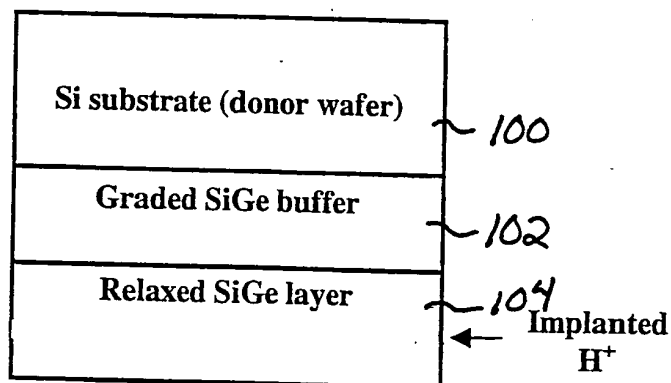 Si substrate (donor wafer)
100
Graded SiGe buffer
102
Relaxed SiGe layer
104
Implanted
H+